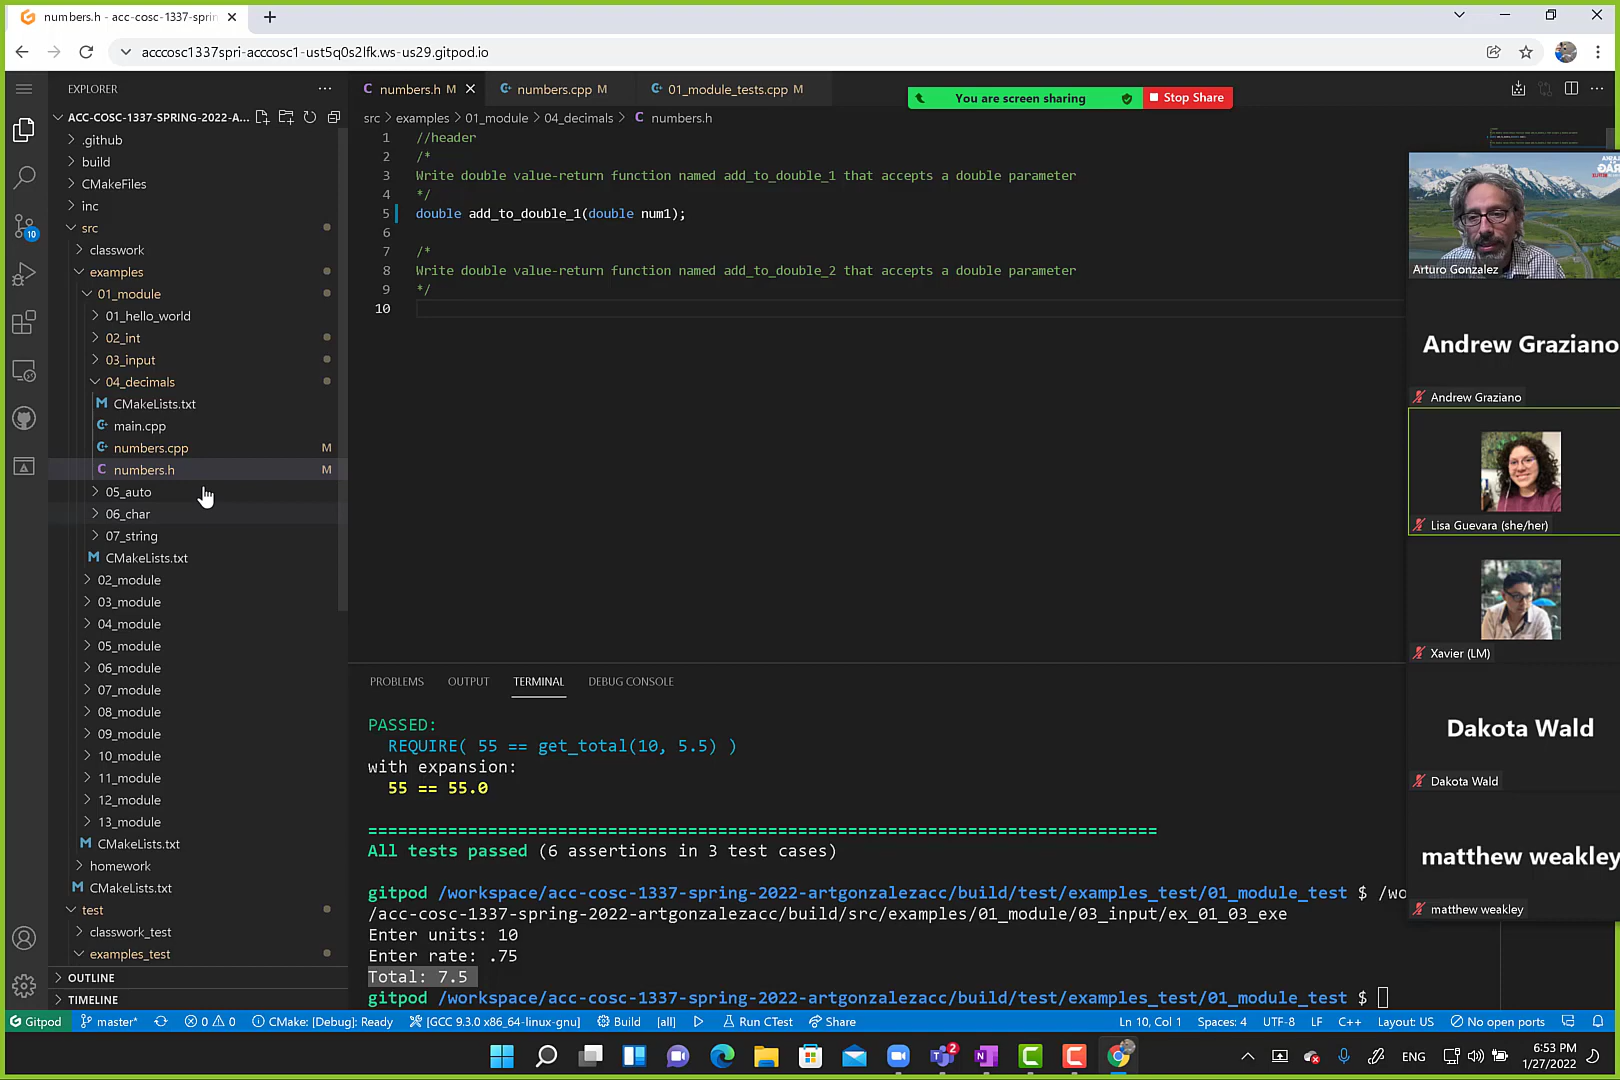 numbers.h - acc-cosc-1337-sprin
acccosc1337spri-acccosc1-ust5q0s2lfk.ws-us29.gitpod.io
EXPLORER
ACC-COSC-1337-SPRING-2022-A...
.github
build
CMakeFiles
inc
src
classwork
examples
01_module
01_hello_world
02_int
03_input
04_decimals
CMakeLists.txt
main.cpp
numbers.cpp M
numbers.h M
05_auto
06_char
07_string
CMakeLists.txt
02_module
03_module
04_module
05_module
06_module
07_module
08_module
09_module
10_module
11_module
12_module
13_module
CMakeLists.txt
homework
CMakeLists.txt
test
classwork_test
examples_test
OUTLINE
TIMELINE
10
numbers.h M
numbers.cpp M
01_module_tests.cpp M
You are screen sharing
Stop Share
src > examples > 01_module > 04_decimals > C numbers.h
1 //header
2 /*
3 Write double value-return function named add_to_double_1 that accepts a double parameter
4 */
5 double add_to_double_1(double num1);
6
7 /*
8 Write double value-return function named add_to_double_2 that accepts a double parameter
9 */
10
PROBLEMS OUTPUT TERMINAL DEBUG CONSOLE
PASSED:
REQUIRE( 55 == get_total(10, 5.5) )
with expansion:
55 == 55.0
===============================================================================
All tests passed (6 assertions in 3 test cases)
gitpod /workspace/acc-cosc-1337-spring-2022-artgonzalezacc/build/test/examples_test/01_module_test $ /wo
/acc-cosc-1337-spring-2022-artgonzalezacc/build/src/examples/01_module/03_input/ex_01_03_exe
Enter units: 10
Enter rate: .75
Total: 7.5
gitpod /workspace/acc-cosc-1337-spring-2022-artgonzalezacc/build/test/examples_test/01_module_test $
Arturo Gonzalez
Andrew Graziano
Andrew Graziano
Lisa Guevara (she/her)
Xavier (LM)
Dakota Wald
Dakota Wald
matthew weakley
matthew weakley
Gitpod master* 0 0 CMake: [Debug]: Ready [GCC 9.3.0 x86_64-linux-gnu] Build [all] Run CTest Share Ln 10, Col 1 Spaces: 4 UTF-8 LF C++ Layout: US No open ports
2
ENG
6:53 PM
1/27/2022